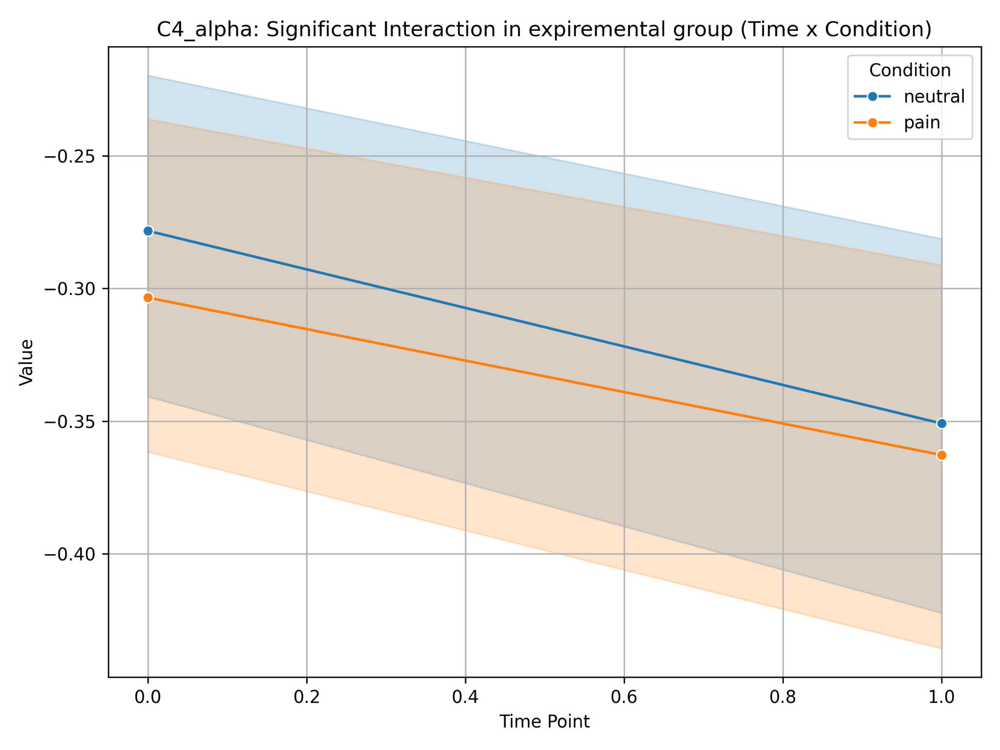 C4_alpha: Significant Interaction in expiremental group (Time x Condition)
Condition
neutral
pain
−0.25
−0.30
−0.35
−0.40
Value
0.0 0.2 0.4 0.6 0.8 1.0
Time Point